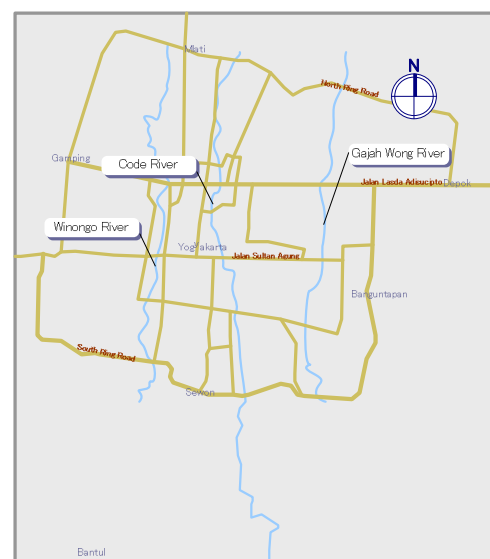 Mlati
N
North Ring Road
Gajah Wong River
Gamping
Code River
Jalan Lasda Adisucipto
Depok
Winongo River
Yogyakarta
Jalan Sultan Agung
Banguntapan
South Ring Road
Sewon
Bantul